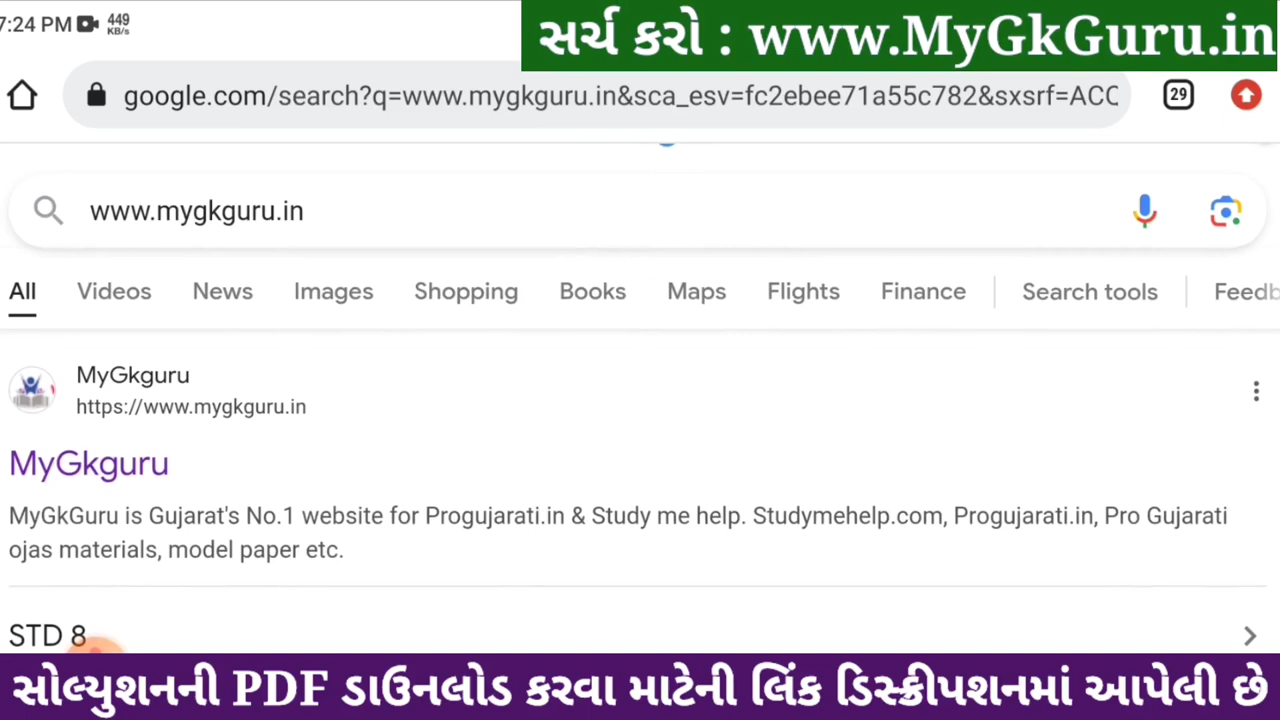 7:24 PM 449 KB/s
સર્ચ કરો : www.MyGkGuru.in
google.com/search?q=www.mygkguru.in&sca_esv=fc2ebee71a55c782&sxsrf=ACC
29
www.mygkguru.in
All Videos News Images Shopping Books Maps Flights Finance Search tools Feedb
MyGkguru
https://www.mygkguru.in
MyGkguru
MyGkGuru is Gujarat's No.1 website for Progujarati.in & Study me help. Studymehelp.com, Progujarati.in, Pro Gujarati
ojas materials, model paper etc.
STD 8
સોલ્યુશનની PDF ડાઉનલોડ કરવા માટેની લિંક ડિસ્ક્રીપશનમાં આપેલી છે